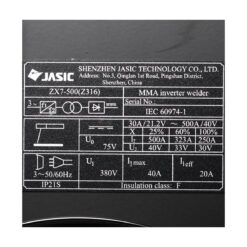 JASIC
SHENZHEN JASIC TECHNOLOGY CO., LTD.
Address: No.3, Qinglan 1st Road, Pingshan District,
Shenzhen, China
ZX7-500(Z316) MMA inverter welder
Serial No.:
IEC 60974-1
30A/21.2V ~ 500A/40V
X 25% 60% 100%
U0 75V
I2 500A 323A 250A
U2 40V 33V 30V
3～50/60Hz
U1 380V
I1max 40A
I1eff 20A
IP21S Insulation class: F